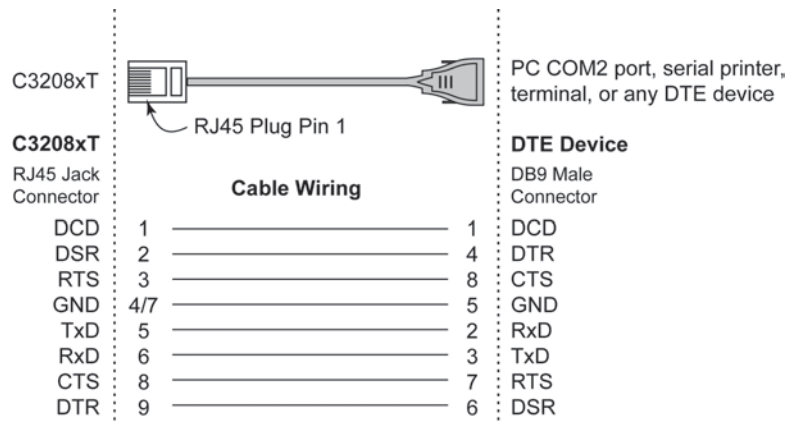 C3208xT
PC COM2 port, serial printer,
terminal, or any DTE device
RJ45 Plug Pin 1
C3208xT
DTE Device
RJ45 Jack
Connector
Cable Wiring
DB9 Male
Connector
DCD 1 1 DCD
DSR 2 4 DTR
RTS 3 8 CTS
GND 4/7 5 GND
TxD 5 2 RxD
RxD 6 3 TxD
CTS 8 7 RTS
DTR 9 6 DSR